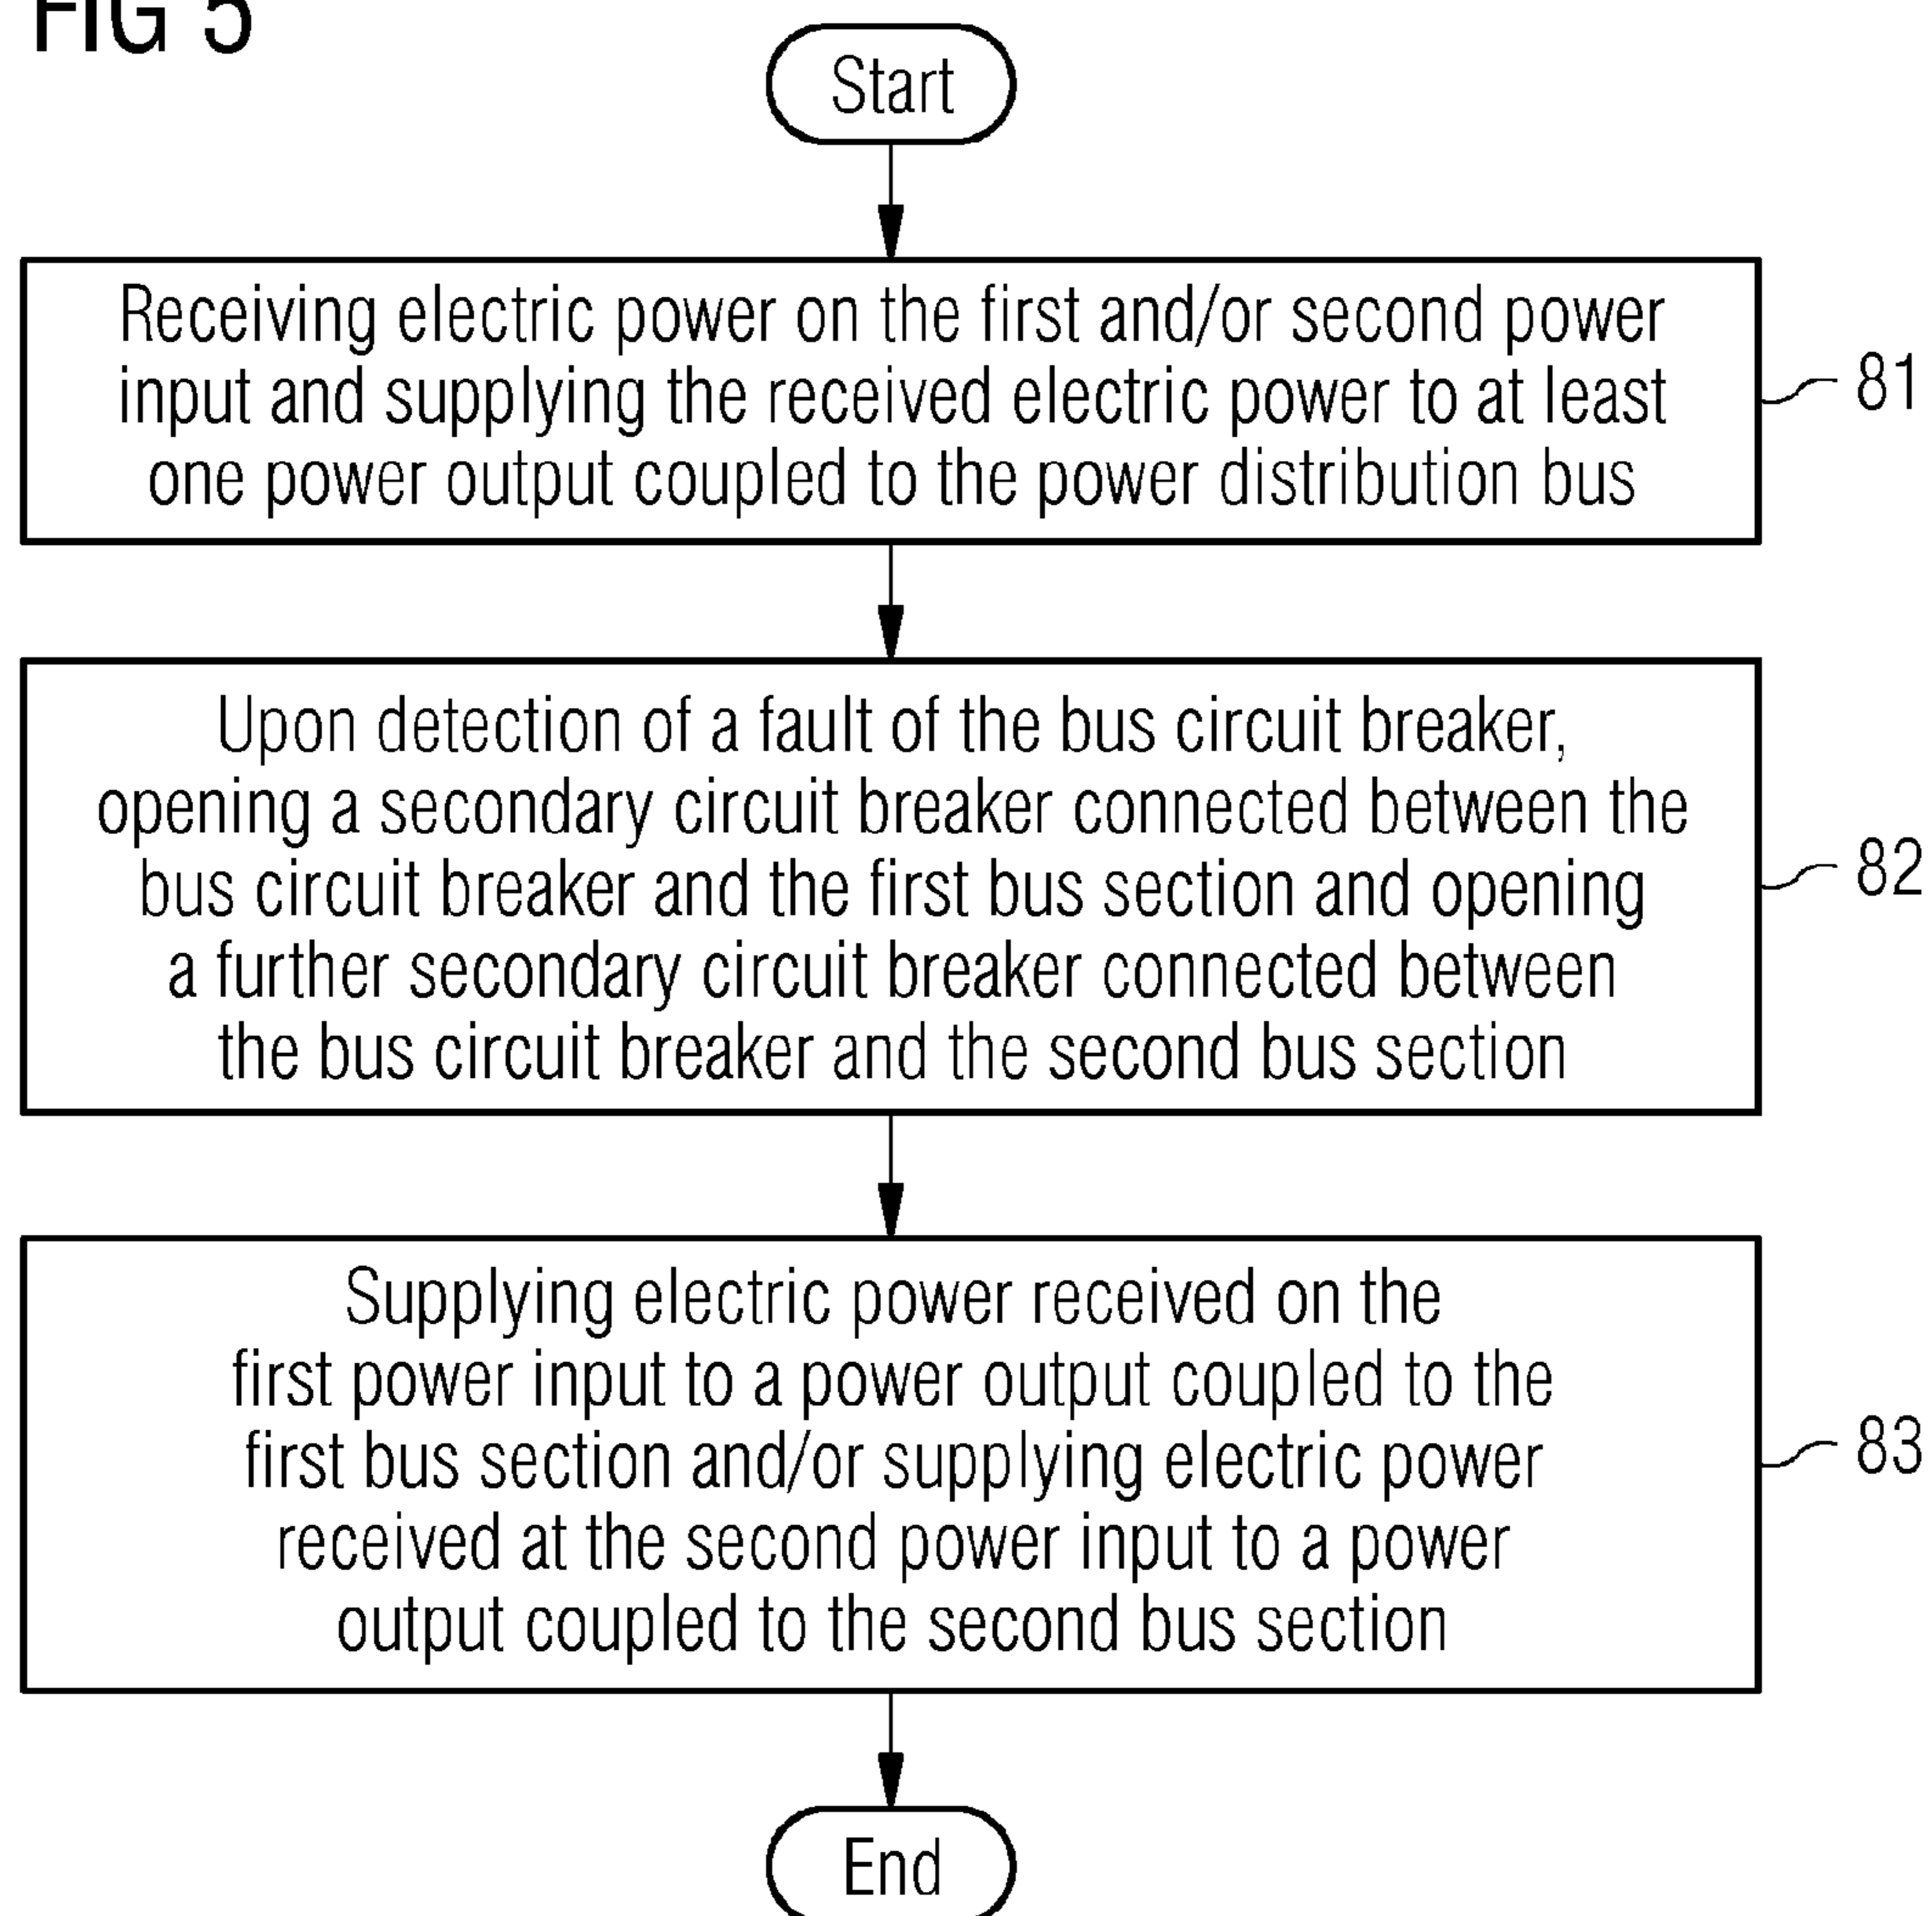 FIG 5
Start
Receiving electric power on the first and/or second power
input and supplying the received electric power to at least
one power output coupled to the power distribution bus
81
Upon detection of a fault of the bus circuit breaker,
opening a secondary circuit breaker connected between the
bus circuit breaker and the first bus section and opening
a further secondary circuit breaker connected between
the bus circuit breaker and the second bus section
82
Supplying electric power received on the
first power input to a power output coupled to the
first bus section and/or supplying electric power
received at the second power input to a power
output coupled to the second bus section
83
End